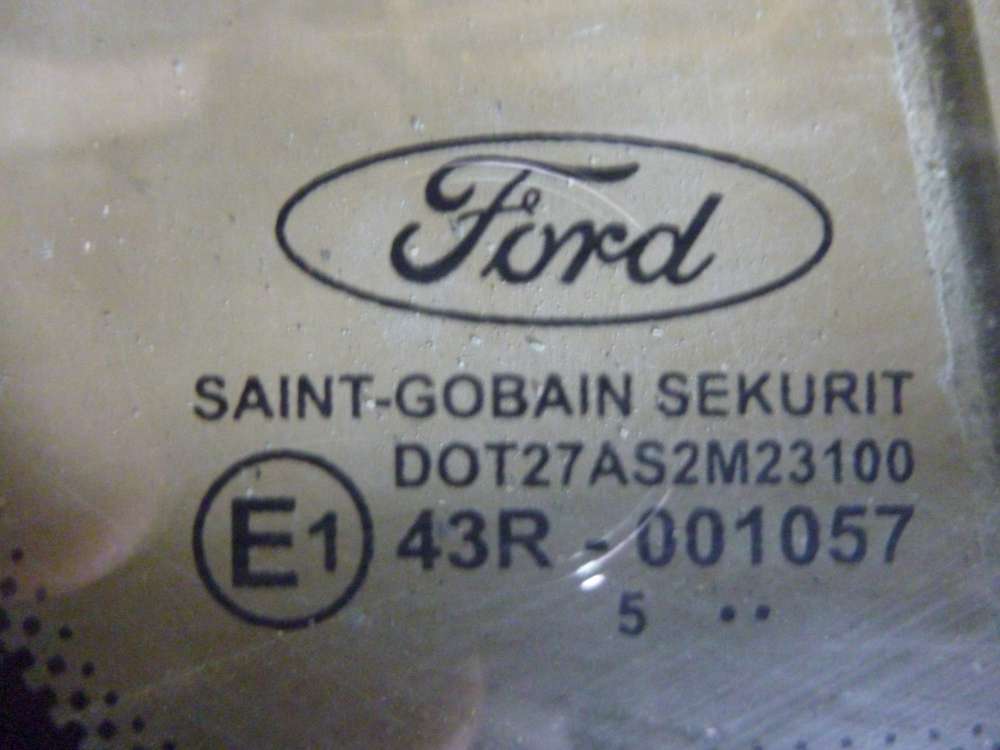 Ford
SAINT-GOBAIN SEKURIT
DOT27AS2M23100
E1 43R - 001057
5 ••